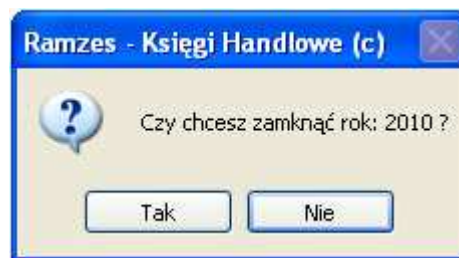 Ramzes - Księgi Handlowe (c)
Czy chcesz zamknąć rok: 2010 ?
Tak
Nie